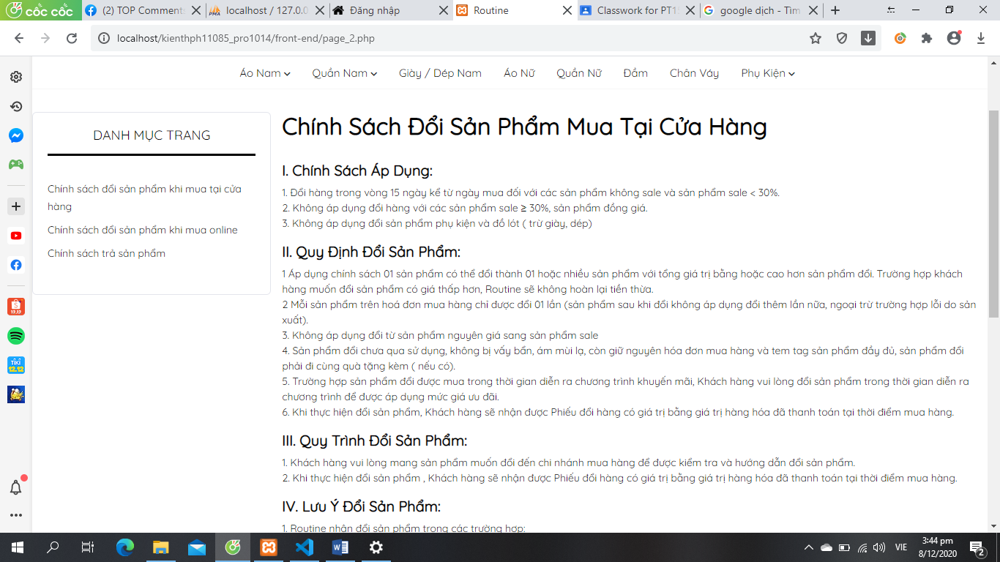 cốc cốc
(2) TOP Comments
localhost / 127.0.0
Đăng nhập
Routine
Classwork for PT1
google dịch - Tìm
localhost/kienthph11085_pro1014/front-end/page_2.php
Áo Nam
Quần Nam
Giày / Dép Nam
Áo Nữ
Quần Nữ
Đầm
Chân Váy
Phụ Kiện
DANH MỤC TRANG
Chính sách đổi sản phẩm khi mua tại cửa
hàng
Chính sách đổi sản phẩm khi mua online
Chính sách trả sản phẩm
Chính Sách Đổi Sản Phẩm Mua Tại Cửa Hàng
I. Chính Sách Áp Dụng:
1. Đổi hàng trong vòng 15 ngày kể từ ngày mua đối với các sản phẩm không sale và sản phẩm sale < 30%.
2. Không áp dụng đổi hàng với các sản phẩm sale ≥ 30%, sản phẩm đồng giá.
3. Không áp dụng đổi sản phẩm phụ kiện và đồ lót ( trừ giày, dép)
II. Quy Định Đổi Sản Phẩm:
1 Áp dụng chính sách 01 sản phẩm có thể đổi thành 01 hoặc nhiều sản phẩm với tổng giá trị bằng hoặc cao hơn sản phẩm đổi. Trường hợp khách
hàng muốn đổi sản phẩm có giá thấp hơn, Routine sẽ không hoàn lại tiền thừa.
2 Mỗi sản phẩm trên hoá đơn mua hàng chỉ được đổi 01 lần (sản phẩm sau khi đổi không áp dụng đổi thêm lần nữa, ngoại trừ trường hợp lỗi do sản
xuất).
3. Không áp dụng đổi từ sản phẩm nguyên giá sang sản phẩm sale
4. Sản phẩm đổi chưa qua sử dụng, không bị vấy bẩn, ám mùi lạ, còn giữ nguyên hóa đơn mua hàng và tem tag sản phẩm đầy đủ, sản phẩm đổi
phải đi cùng quà tặng kèm ( nếu có).
5. Trường hợp sản phẩm đổi được mua trong thời gian diễn ra chương trình khuyến mãi, Khách hàng vui lòng đổi sản phẩm trong thời gian diễn ra
chương trình để được áp dụng mức giá ưu đãi.
6. Khi thực hiện đổi sản phẩm, Khách hàng sẽ nhận được Phiếu đổi hàng có giá trị bằng giá trị hàng hóa đã thanh toán tại thời điểm mua hàng.
III. Quy Trình Đổi Sản Phẩm:
1. Khách hàng vui lòng mang sản phẩm muốn đổi đến chi nhánh mua hàng để được kiểm tra và hướng dẫn đổi sản phẩm.
2. Khi thực hiện đổi sản phẩm , Khách hàng sẽ nhận được Phiếu đổi hàng có giá trị bằng giá trị hàng hóa đã thanh toán tại thời điểm mua hàng.
IV. Lưu Ý Đổi Sản Phẩm:
1. Routine nhận đổi sản phẩm trong các trường hợp:
12.12
TIKI
12.12
VIE
3:44 pm
8/12/2020
2